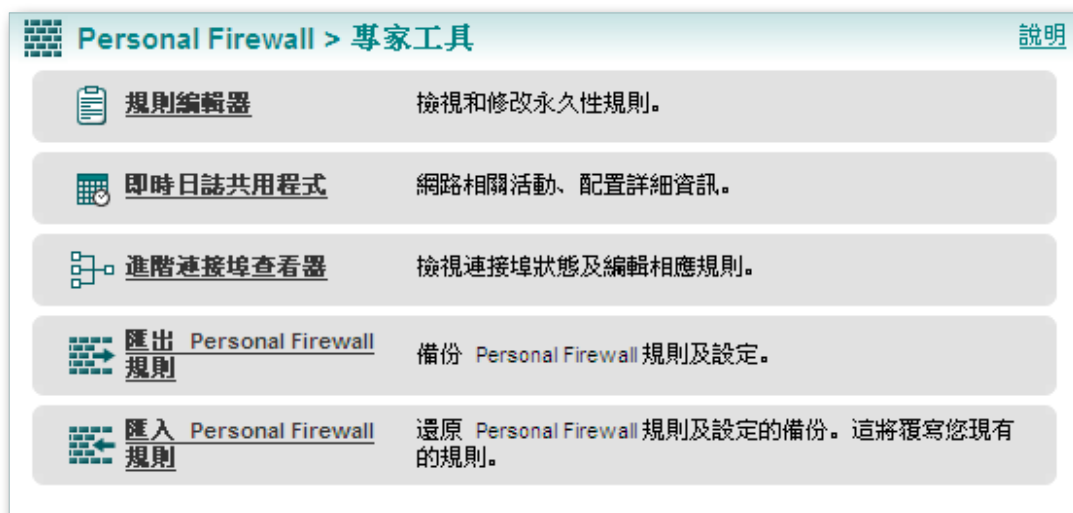 Personal Firewall > 專家工具
說明
規則編輯器
檢視和修改永久性規則。
即時日誌共用程式
網路相關活動、配置詳細資訊。
進階連接埠查看器
檢視連接埠狀態及編輯相應規則。
匯出 Personal Firewall
規則
備份 Personal Firewall 規則及設定。
匯入 Personal Firewall
規則
還原 Personal Firewall 規則及設定的備份。這將覆寫您現有
的規則。